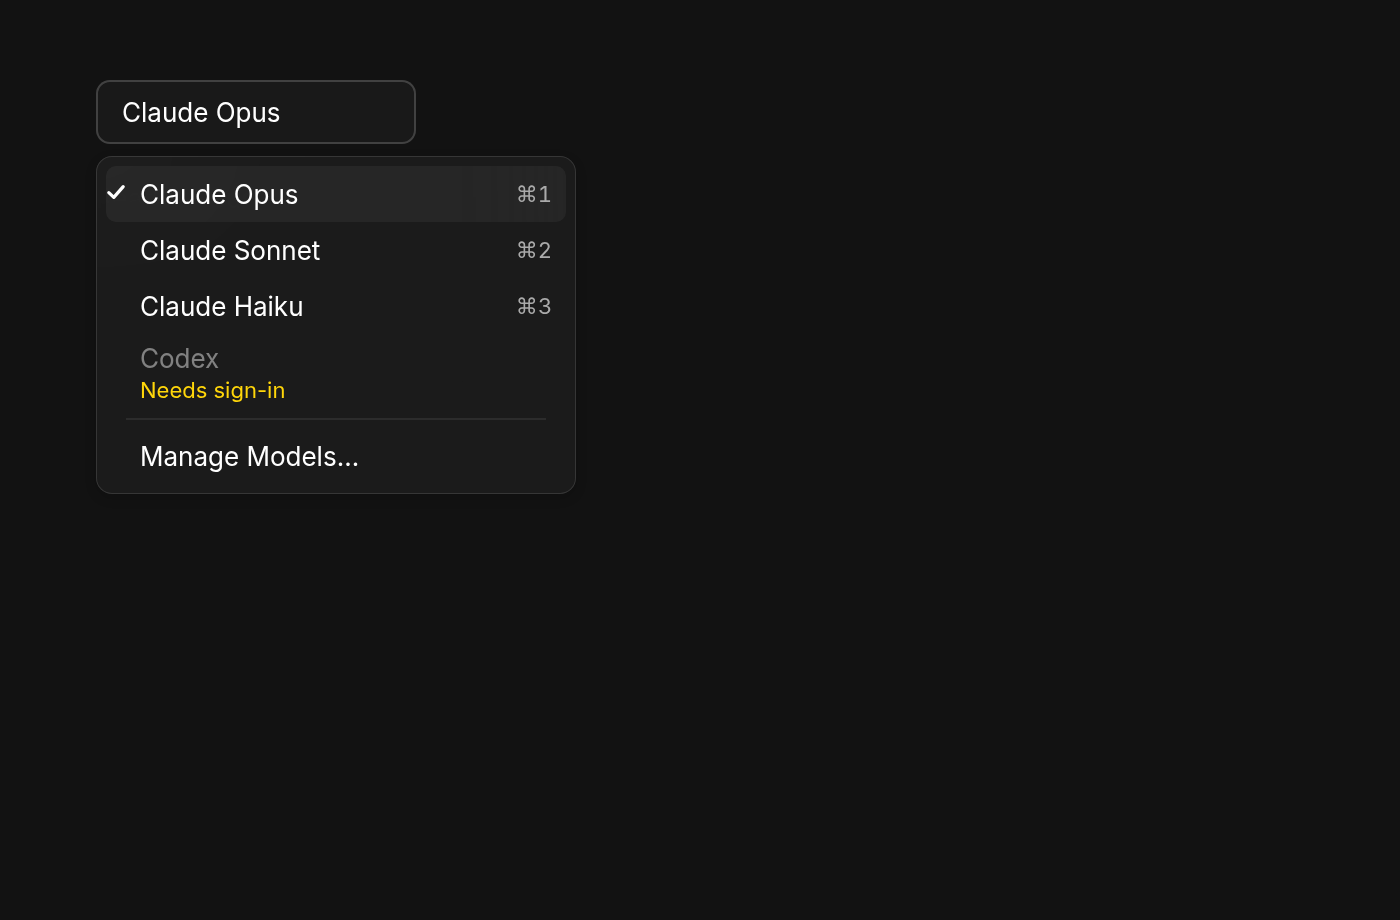 Claude Opus
Claude Opus ⌘1
Claude Sonnet ⌘2
Claude Haiku ⌘3
Codex
Needs sign-in
Manage Models...